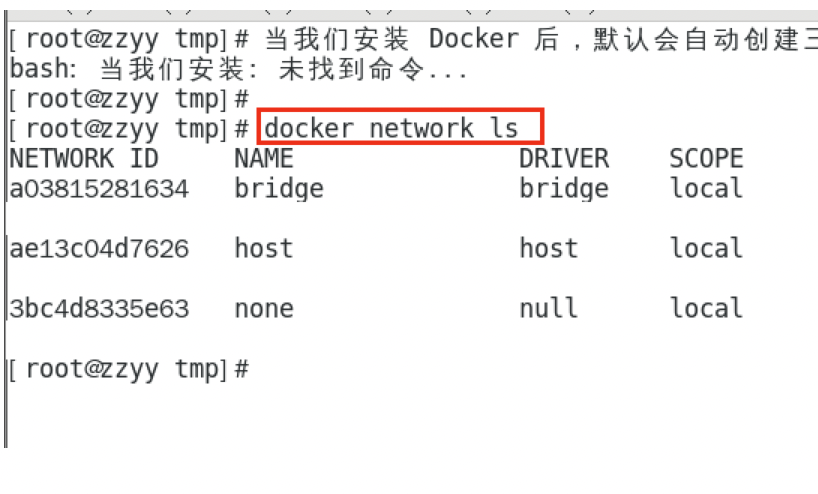 [root@zzyy tmp]# 当我们安装 Docker 后，默认会自动创建三
bash: 当我们安装: 未找到命令...
[root@zzyy tmp]#
[root@zzyy tmp]# docker network ls
NETWORK ID NAME DRIVER SCOPE
a03815281634 bridge bridge local
ae13c04d7626 host host local
3bc4d8335e63 none null local
[root@zzyy tmp]#